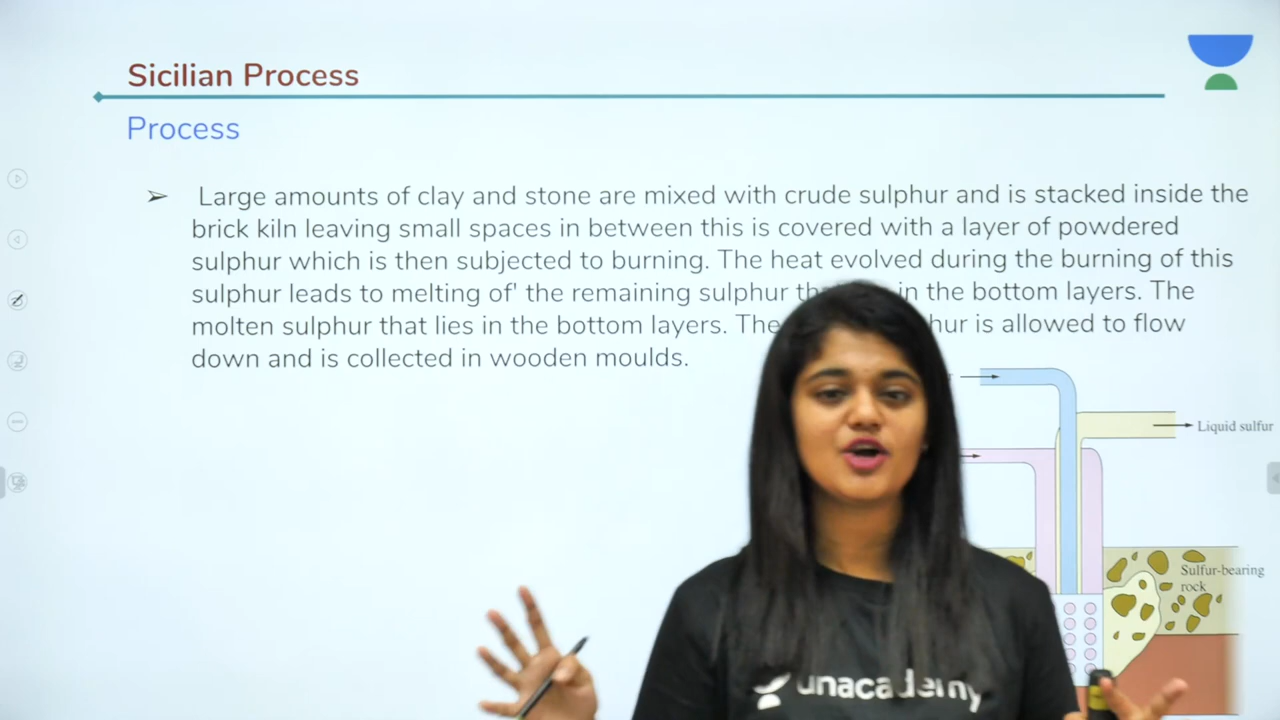 Sicilian Process
Process
➢ Large amounts of clay and stone are mixed with crude sulphur and is stacked inside the
brick kiln leaving small spaces in between this is covered with a layer of powdered
sulphur which is then subjected to burning. The heat evolved during the burning of this
sulphur leads to melting of' the remaining sulphur in the bottom layers. The
molten sulphur that lies in the bottom layers. The is allowed to flow
down and is collected in wooden moulds.
Liquid sulfur
Sulfur-bearing
rock
unacademy